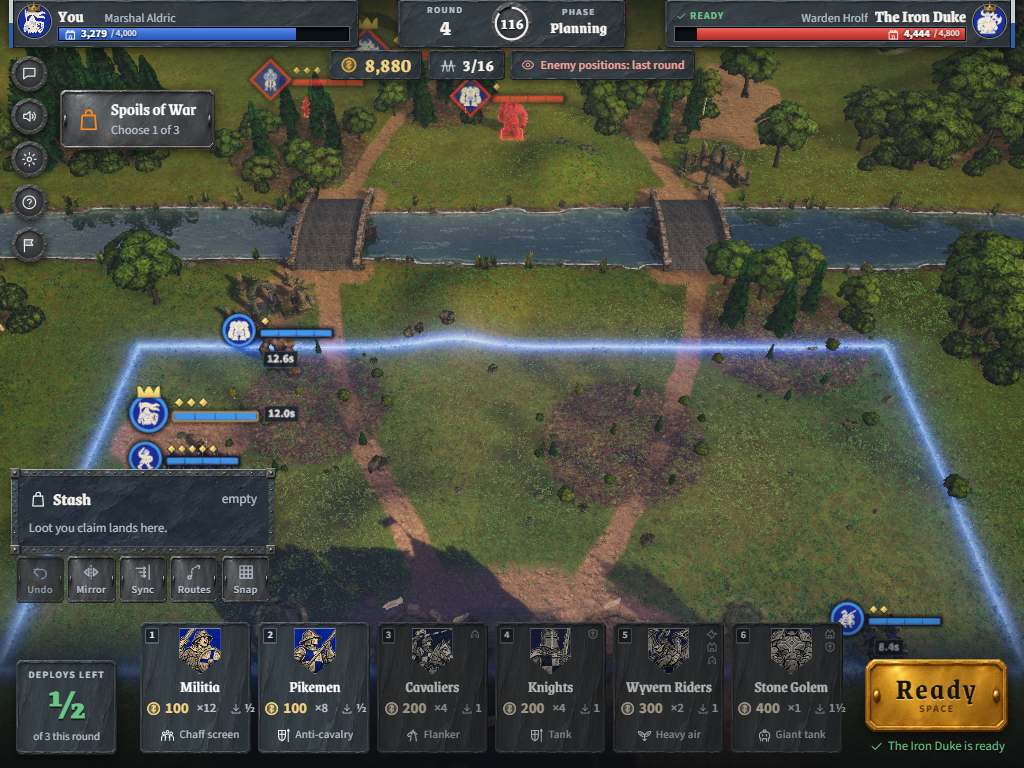 You Marshal Aldric
3,279 / 4,000
ROUND
4
116
PHASE
Planning
READY
Warden Hrolf The Iron Duke
4,444 / 4,800
8,880
3/16
Enemy positions: last round
Spoils of War
Choose 1 of 3
12.6s
12.0s
Stash
empty
Loot you claim lands here.
Undo
Mirror
Sync
Routes
Snap
8.4s
DEPLOYS LEFT
½
of 3 this round
1
Militia
100 ×12 ½
Chaff screen
2
Pikemen
100 ×8 ½
Anti-cavalry
3
Cavaliers
200 ×4 1
Flanker
4
Knights
200 ×4 1
Tank
5
Wyvern Riders
300 ×2 1
Heavy air
6
Stone Golem
400 ×1 1½
Giant tank
Ready
SPACE
The Iron Duke is ready